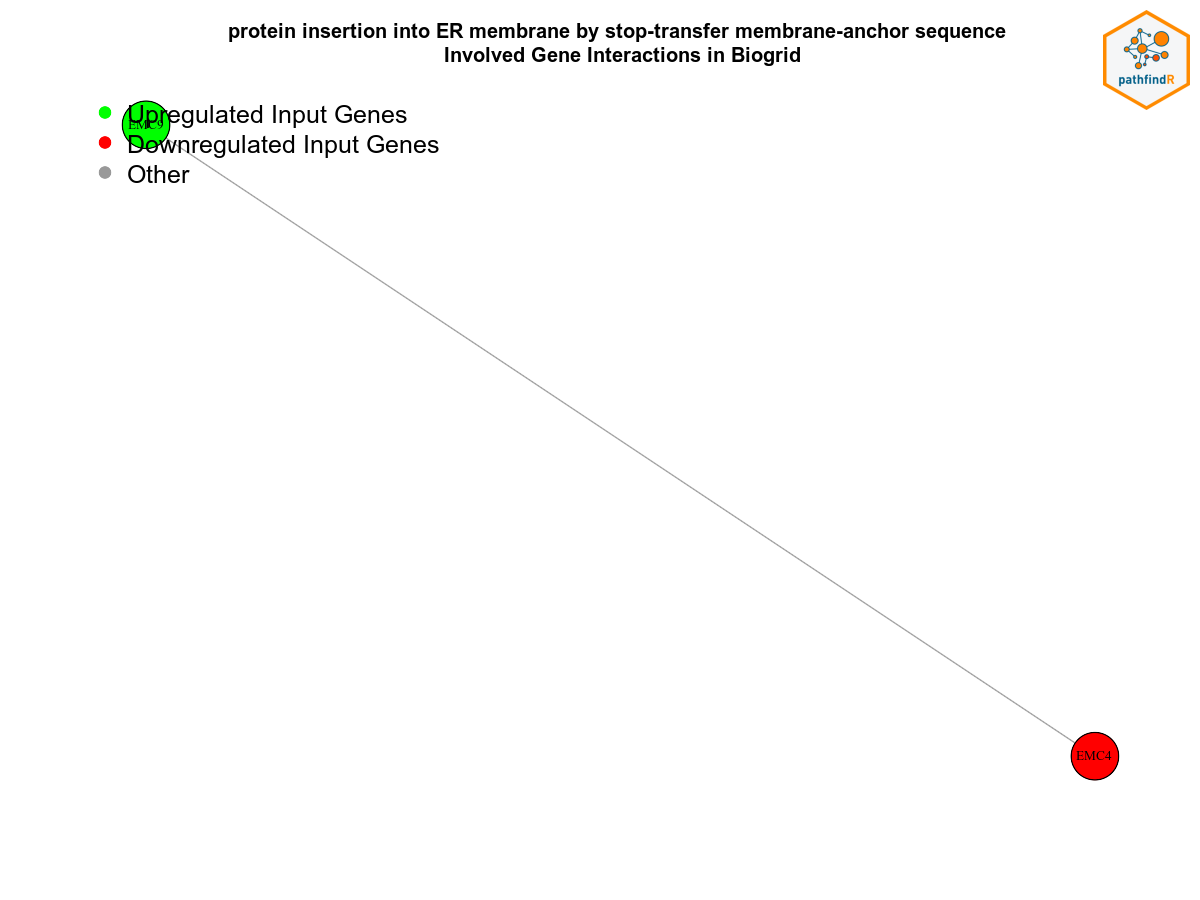 protein insertion into ER membrane by stop-transfer membrane-anchor sequence
Involved Gene Interactions in Biogrid
pathfindR
Upregulated Input Genes
EMC9
Downregulated Input Genes
Other
EMC4